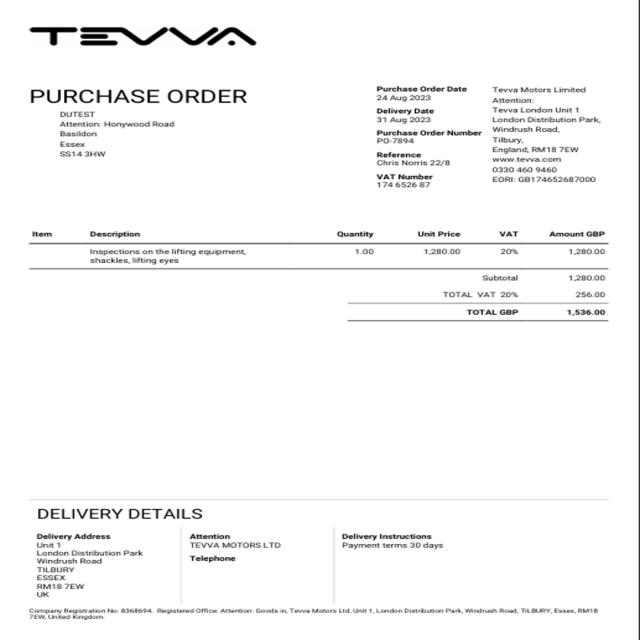 TEVVA
PURCHASE ORDER
DUTEST
Attention: Honywood Road
Basildon
Essex
SS14 3HW
Purchase Order Date
24 Aug 2023
Delivery Date
31 Aug 2023
Purchase Order Number
PO-7894
Reference
Chris Norris 22/8
VAT Number
174 6526 87
Tevva Motors Limited
Attention:
Tevva London Unit 1
London Distribution Park,
Windrush Road,
Tilbury,
England, RM18 7EW
www.tevva.com
0330 460 9460
EORI: GB174652687000
Item Description Quantity Unit Price VAT Amount GBP
Inspections on the lifting equipment, 1.00 1,280.00 20% 1,280.00
shackles, lifting eyes
Subtotal 1,280.00
TOTAL VAT 20% 256.00
TOTAL GBP 1,536.00
DELIVERY DETAILS
Delivery Address
Unit 1
London Distribution Park
Windrush Road
TILBURY
ESSEX
RM18 7EW
UK
Attention
TEVVA MOTORS LTD
Telephone
Delivery Instructions
Payment terms 30 days
Company Registration No: 8368694. Registered Office: Attention: Goods in, Tevva Motors Ltd, Unit 1, London Distribution Park, Windrush Road, TILBURY, Essex, RM18
7EW, United Kingdom.